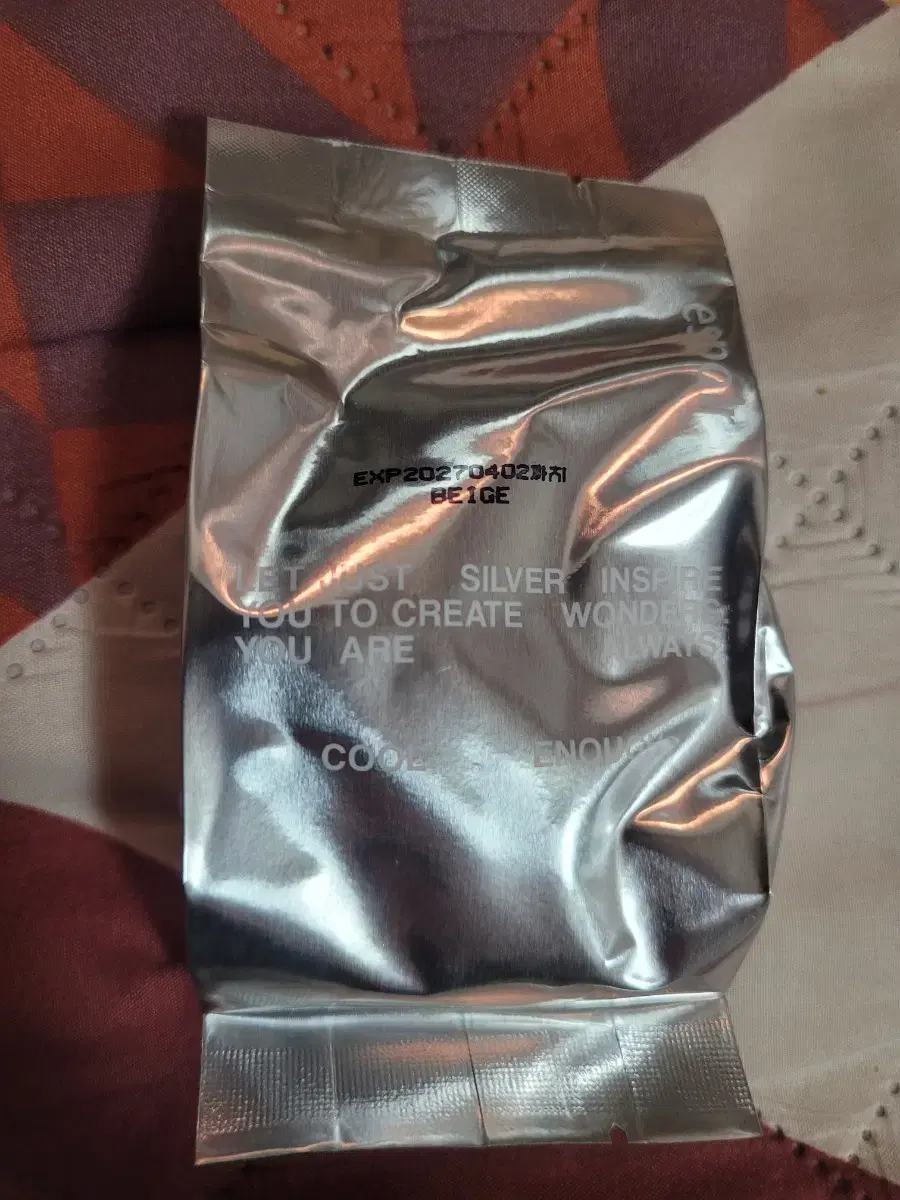 espo
EXP20270402까지
BEIGE
LET JUST SILVER INSPIRE
YOU TO CREATE WONDERS.
YOU ARE ALWAYS
COOL ENOUGH